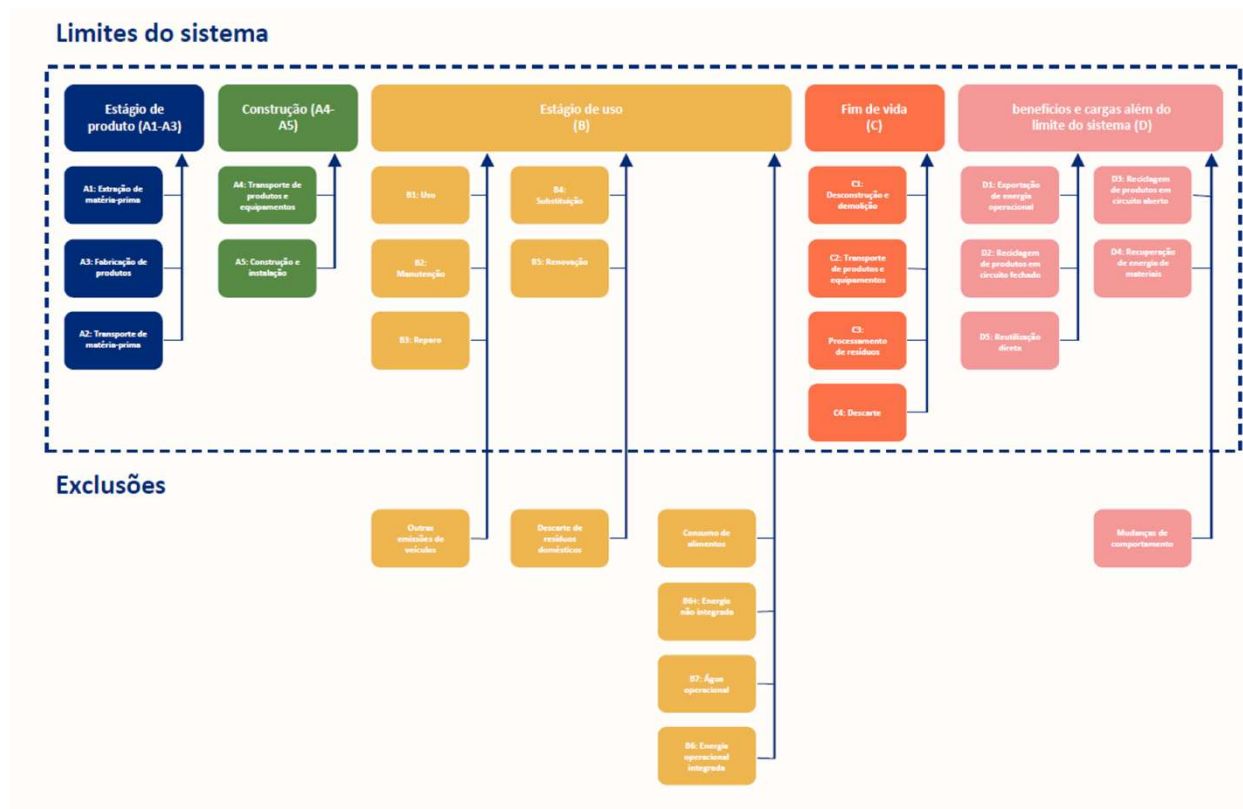 Limites do sistema
Estágio de
produto (A1-A3)
Construção (A4-
A5)
Estágio de uso
(B)
Fim de vida
(C)
benefícios e cargas além do
limite do sistema (D)
A1: Extração de
matéria-prima
A3: Fabricação de
produtos
A2: Transporte de
matéria-prima
A4: Transporte de
produtos e
equipamentos
A5: Construção e
instalação
B1: Uso
B2:
Manutenção
B3: Reparo
B4:
Substituição
B5: Renovação
C1:
Desconstrução e
demolição
C2: Transporte
de produtos e
equipamentos
C3:
Processamento
de resíduos
C4: Descarte
D1: Exportação
de energia
operacional
D2: Reciclagem
de produtos em
circuito fechado
D5: Reutilização
direta
D3: Reciclagem
de produtos em
circuito aberto
D4: Recuperação
de energia de
materiais
Exclusões
Outras
emissões de
veículos
Descarte de
resíduos
domésticos
Consumo de
alimentos
B6+: Energia
não integrada
B7: Água
operacional
B6: Energia
operacional
integrada
Mudanças de
comportamento